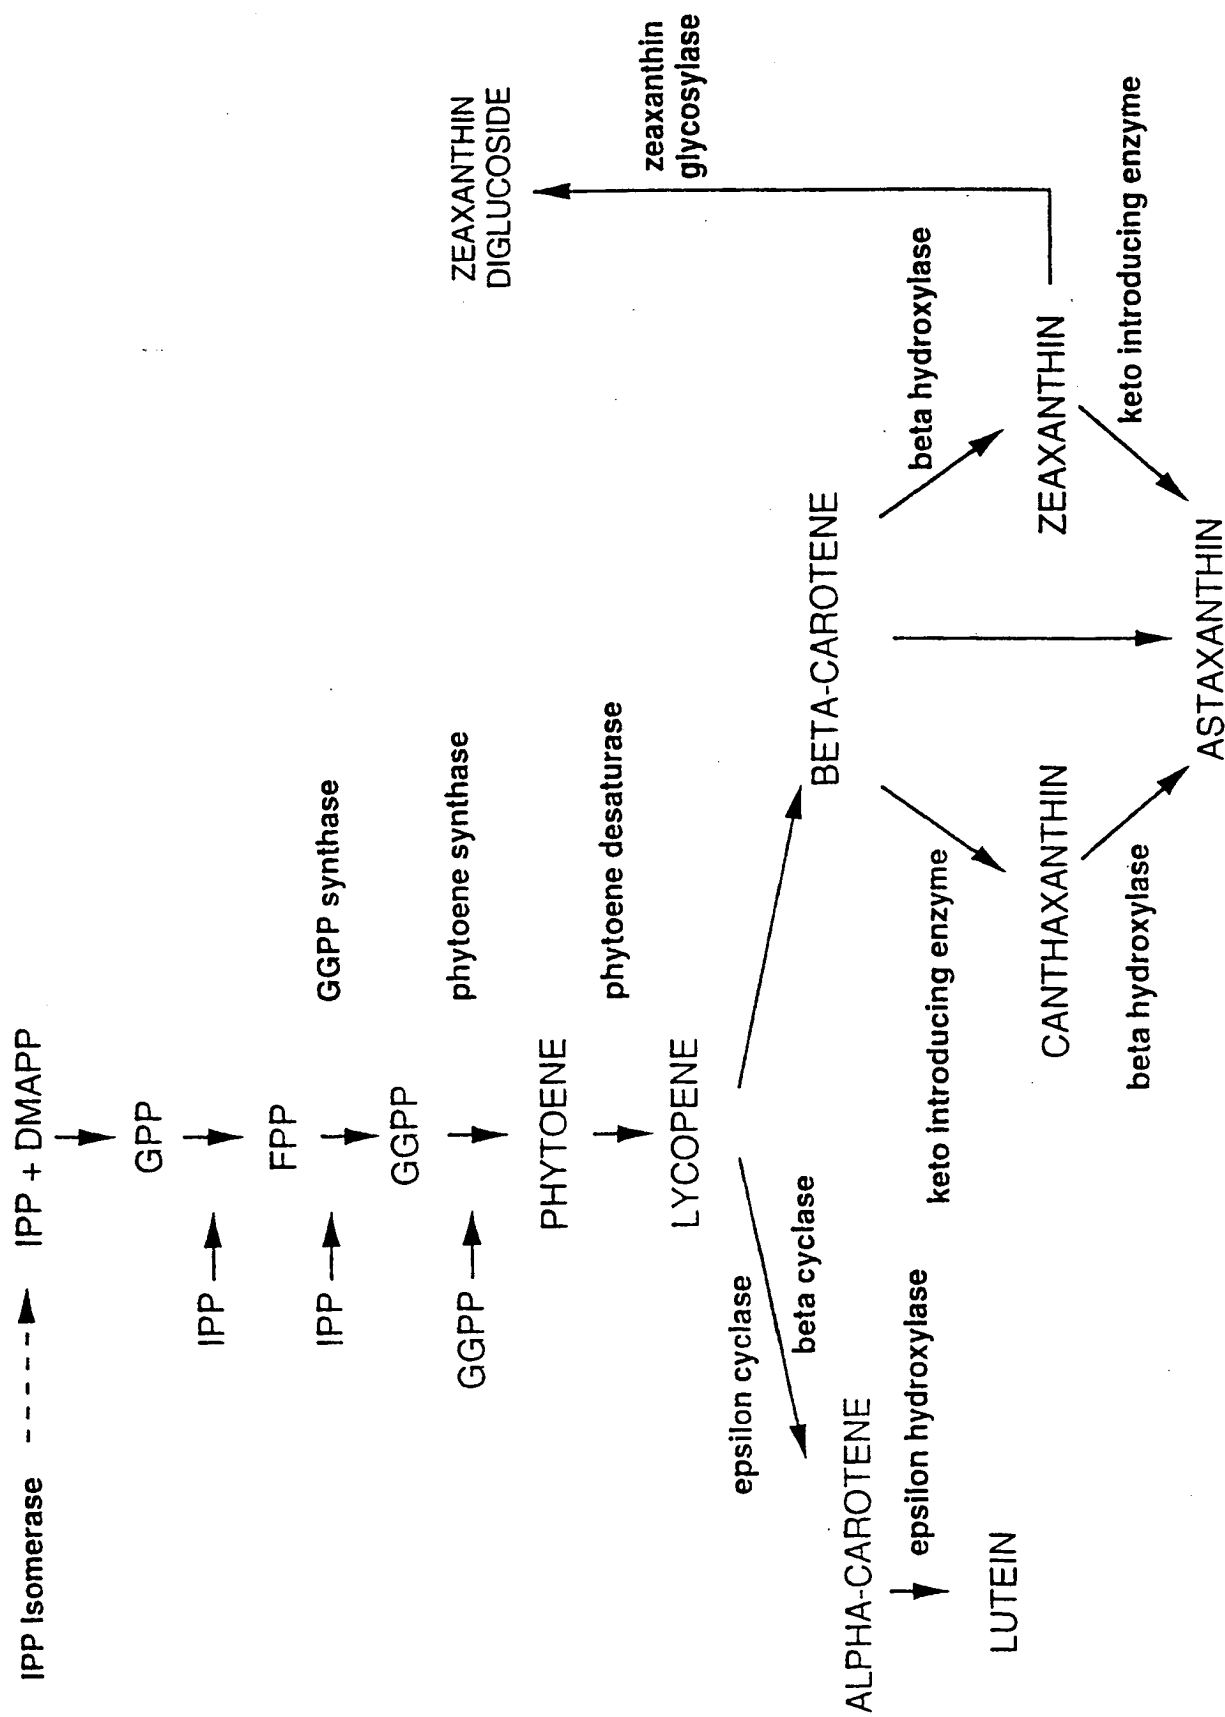 IPP Isomerase
IPP + DMAPP
GPP
IPP
FPP
IPP
GGPP synthase
GGPP
GGPP
phytoene synthase
PHYTOENE
phytoene desaturase
LYCOPENE
epsilon cyclase
beta cyclase
ALPHA-CAROTENE
epsilon hydroxylase
LUTEIN
BETA-CAROTENE
keto introducing enzyme
beta hydroxylase
CANTHAXANTHIN
ZEAXANTHIN
beta hydroxylase
keto introducing enzyme
ASTAXANTHIN
ZEAXANTHIN
DIGLUCOSIDE
zeaxanthin
glycosylase